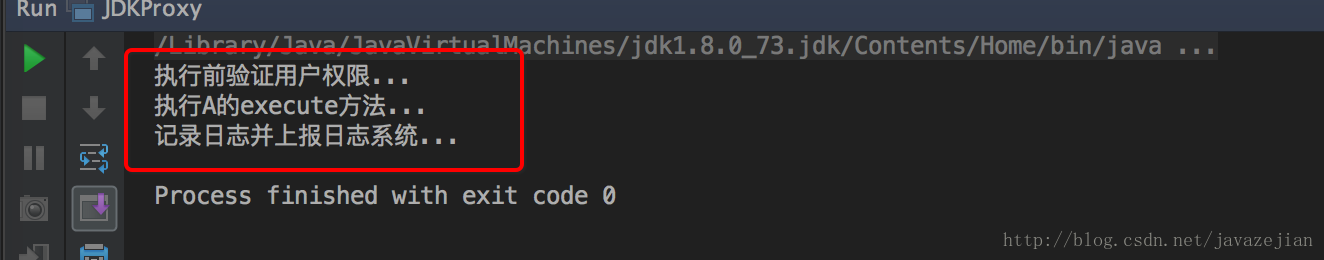 Run JDKProxy
/Library/Java/JavaVirtualMachines/jdk1.8.0_73.jdk/Contents/Home/bin/java ...
执行前验证用户权限...
执行A的execute方法...
记录日志并上报日志系统...
Process finished with exit code 0
http://blog.csdn.net/javazejian